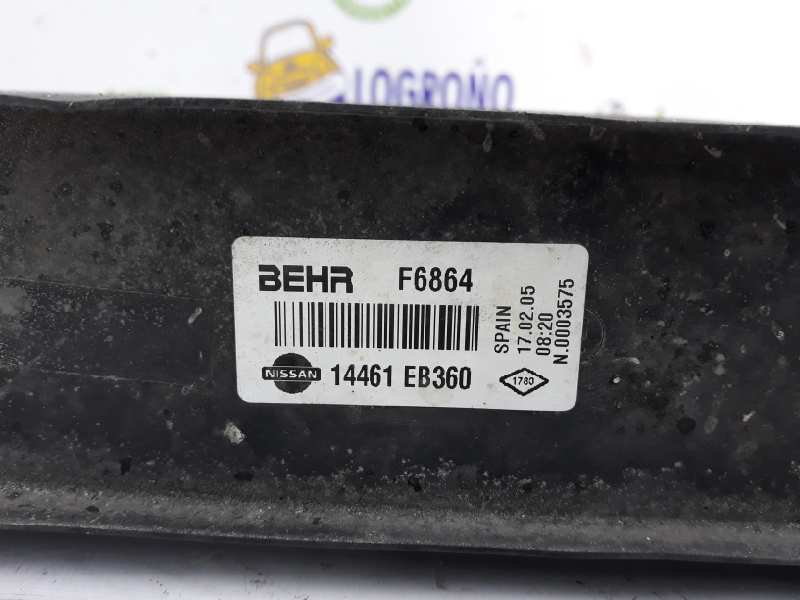 LOGROÑO
BEHR F6864
NISSAN 14461 EB360
1780
SPAIN
17.02.05
08:20
N.0003575